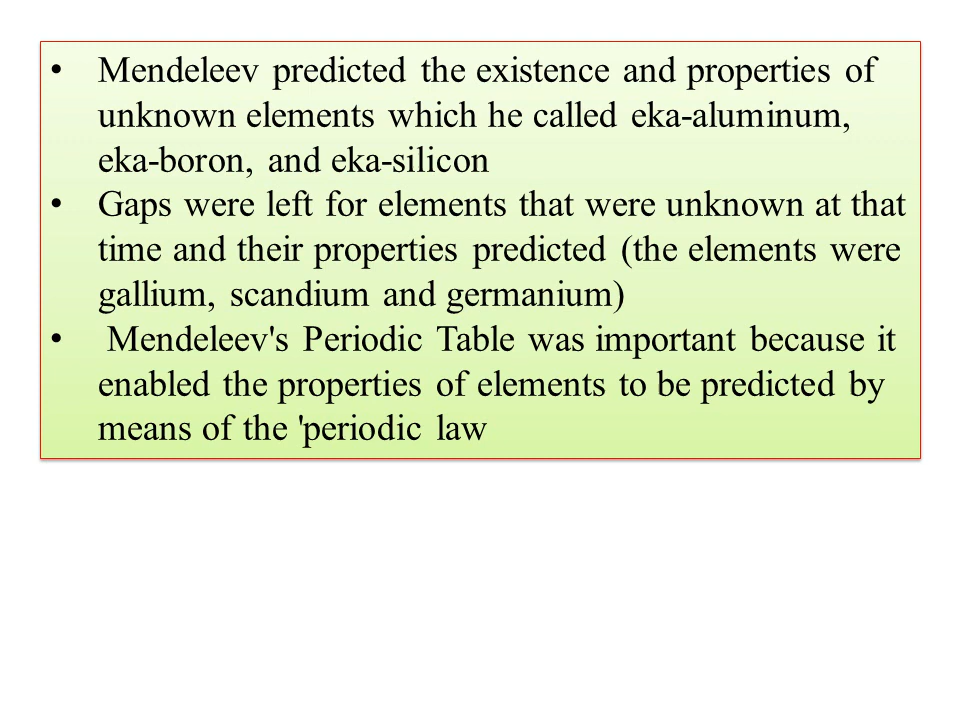 • Mendeleev predicted the existence and properties of
unknown elements which he called eka-aluminum,
eka-boron, and eka-silicon
• Gaps were left for elements that were unknown at that
time and their properties predicted (the elements were
gallium, scandium and germanium)
• Mendeleev's Periodic Table was important because it
enabled the properties of elements to be predicted by
means of the 'periodic law